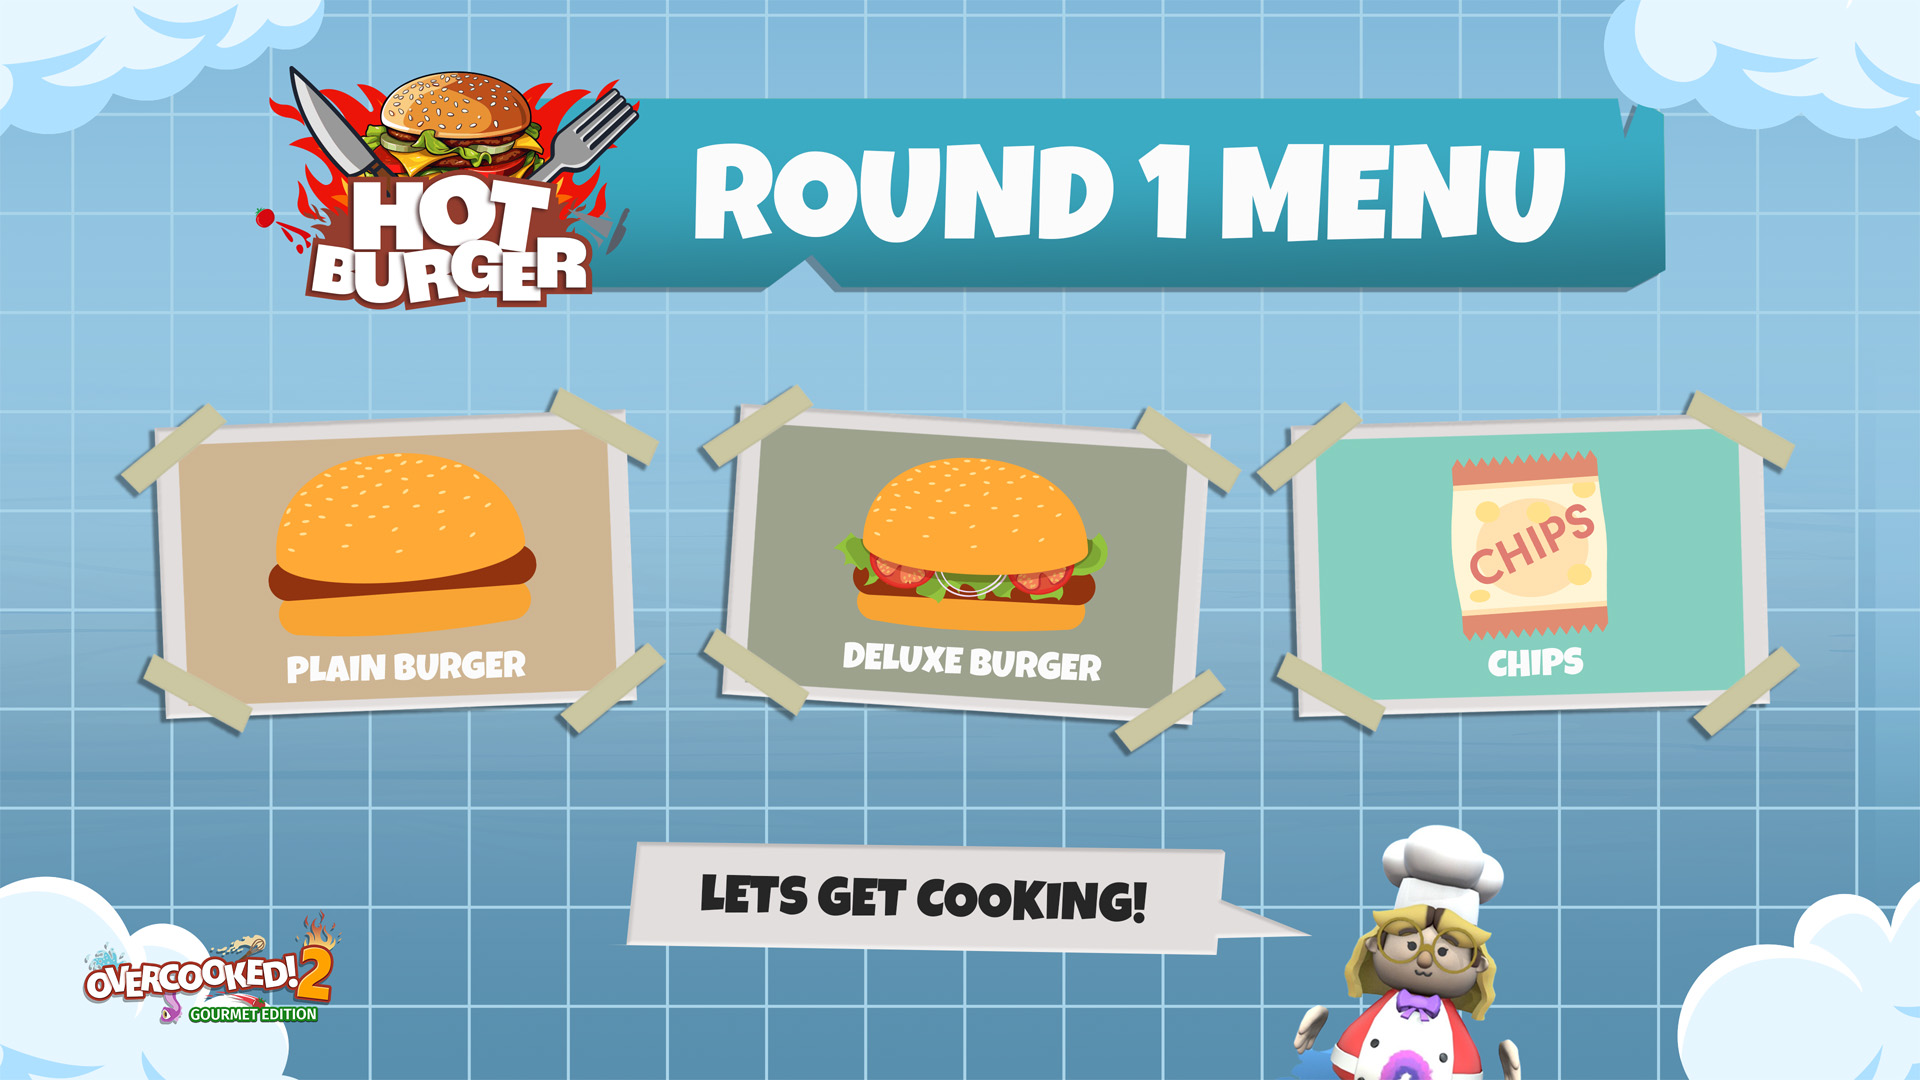 HOT
BURGER
ROUND 1 MENU
PLAIN BURGER
DELUXE BURGER
CHIPS
CHIPS
LETS GET COOKING!
OVERCOOKED! 2
GOURMET EDITION